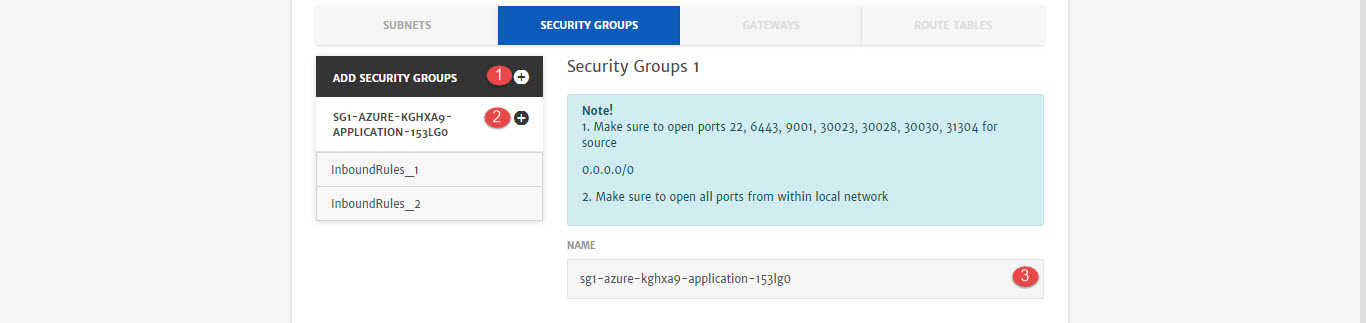 SUBNETS
SECURITY GROUPS
GATEWAYS
ROUTE TABLES
ADD SECURITY GROUPS 1
SG1-AZURE-KGHXA9-
APPLICATION-153LG0 2
InboundRules_1
InboundRules_2
Security Groups 1
Note!
1. Make sure to open ports 22, 6443, 9001, 30023, 30028, 30030, 31304 for
source
0.0.0.0/0
2. Make sure to open all ports from within local network
NAME
sg1-azure-kghxa9-application-153lg0 3